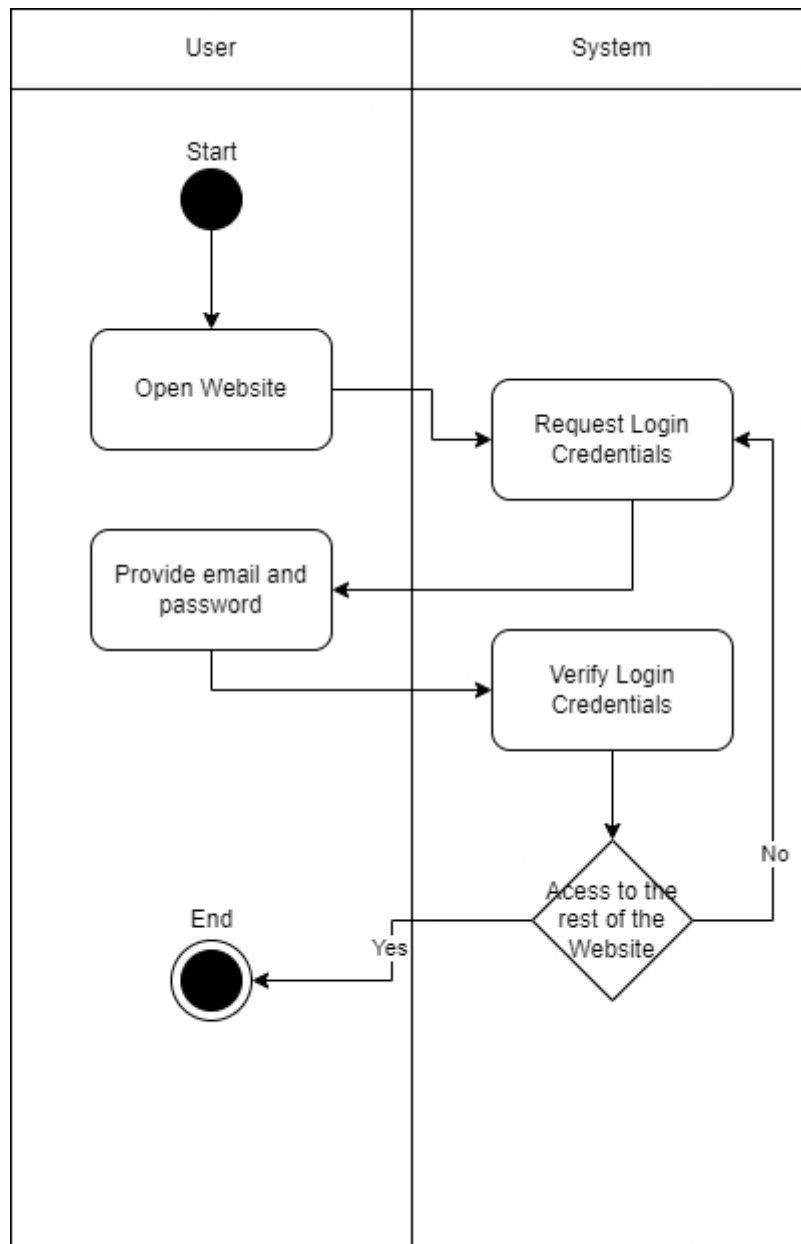 User
System
Start
Open Website
Request Login
Credentials
Provide email and
password
Verify Login
Credentials
Acess to the
rest of the
Website
No
Yes
End